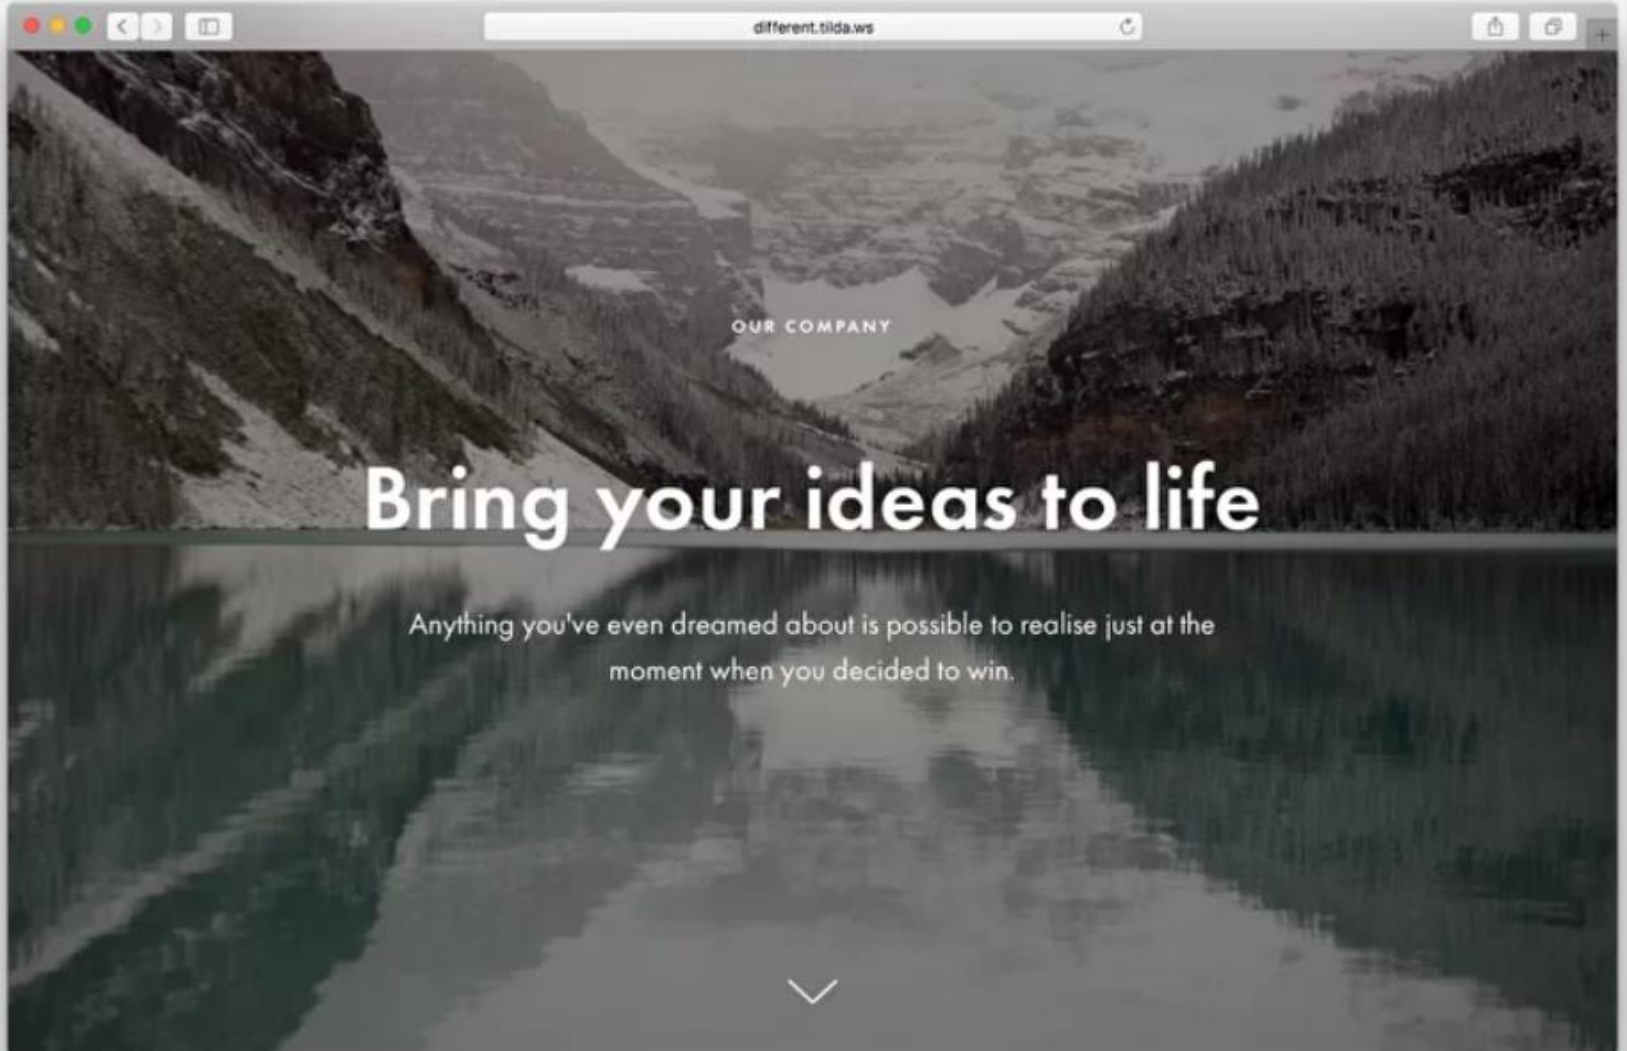 different.tilda.ws
OUR COMPANY
Bring your ideas to life
Anything you've even dreamed about is possible to realise just at the
moment when you decided to win.